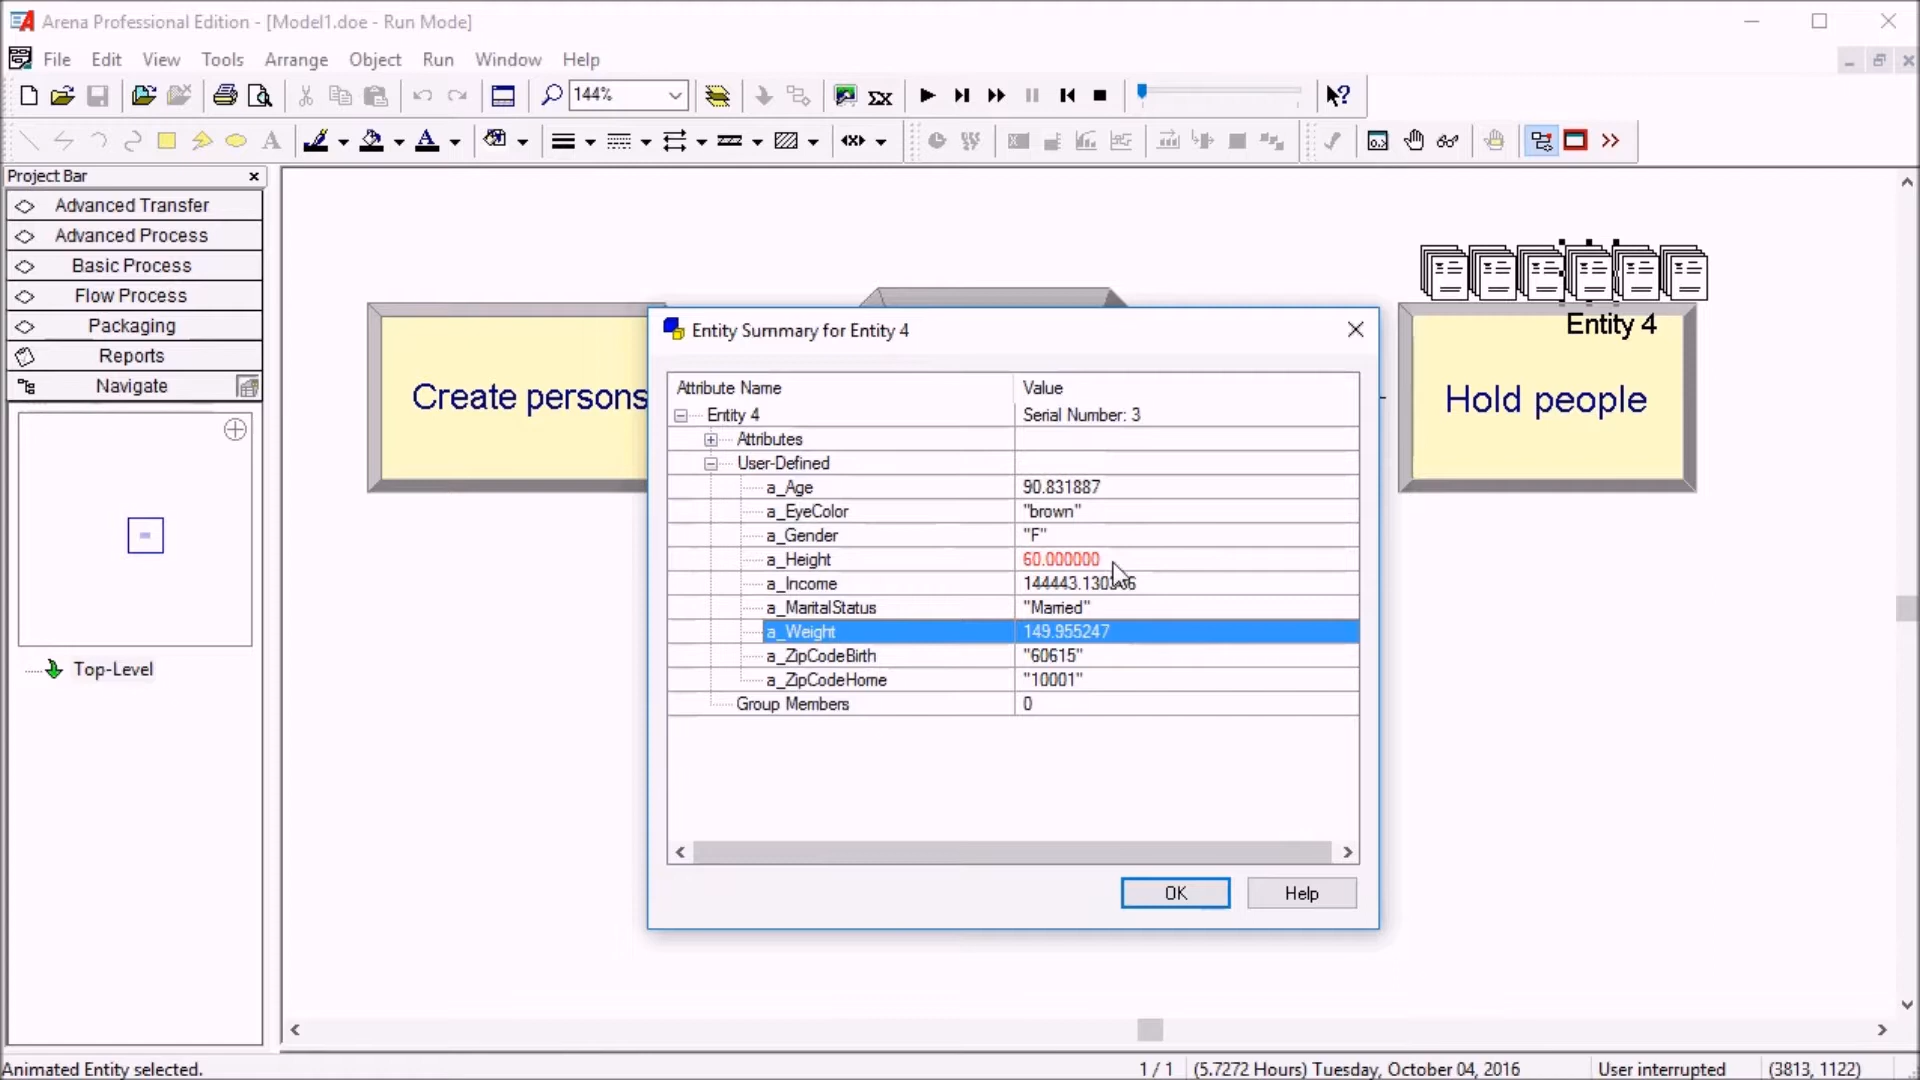 Arena Professional Edition - [Model1.doe - Run Mode]
File Edit View Tools Arrange Object Run Window Help
144%
Project Bar
Advanced Transfer
Advanced Process
Basic Process
Flow Process
Packaging
Reports
Navigate
Top-Level
Create persons
Entity 4
Hold people
Entity Summary for Entity 4
Attribute Name Value
Entity 4 Serial Number: 3
Attributes
User-Defined
a_Age 90.831887
a_EyeColor "brown"
a_Gender "F"
a_Height 60.000000
a_Income
a_MaritalStatus "Married"
a_Weight 149.955247
a_ZipCodeBirth "60615"
a_ZipCodeHome "10001"
Group Members 0
OK Help
Animated Entity selected. 1 / 1 (5.7272 Hours) Tuesday, October 04, 2016 User interrupted (3813, 1122)